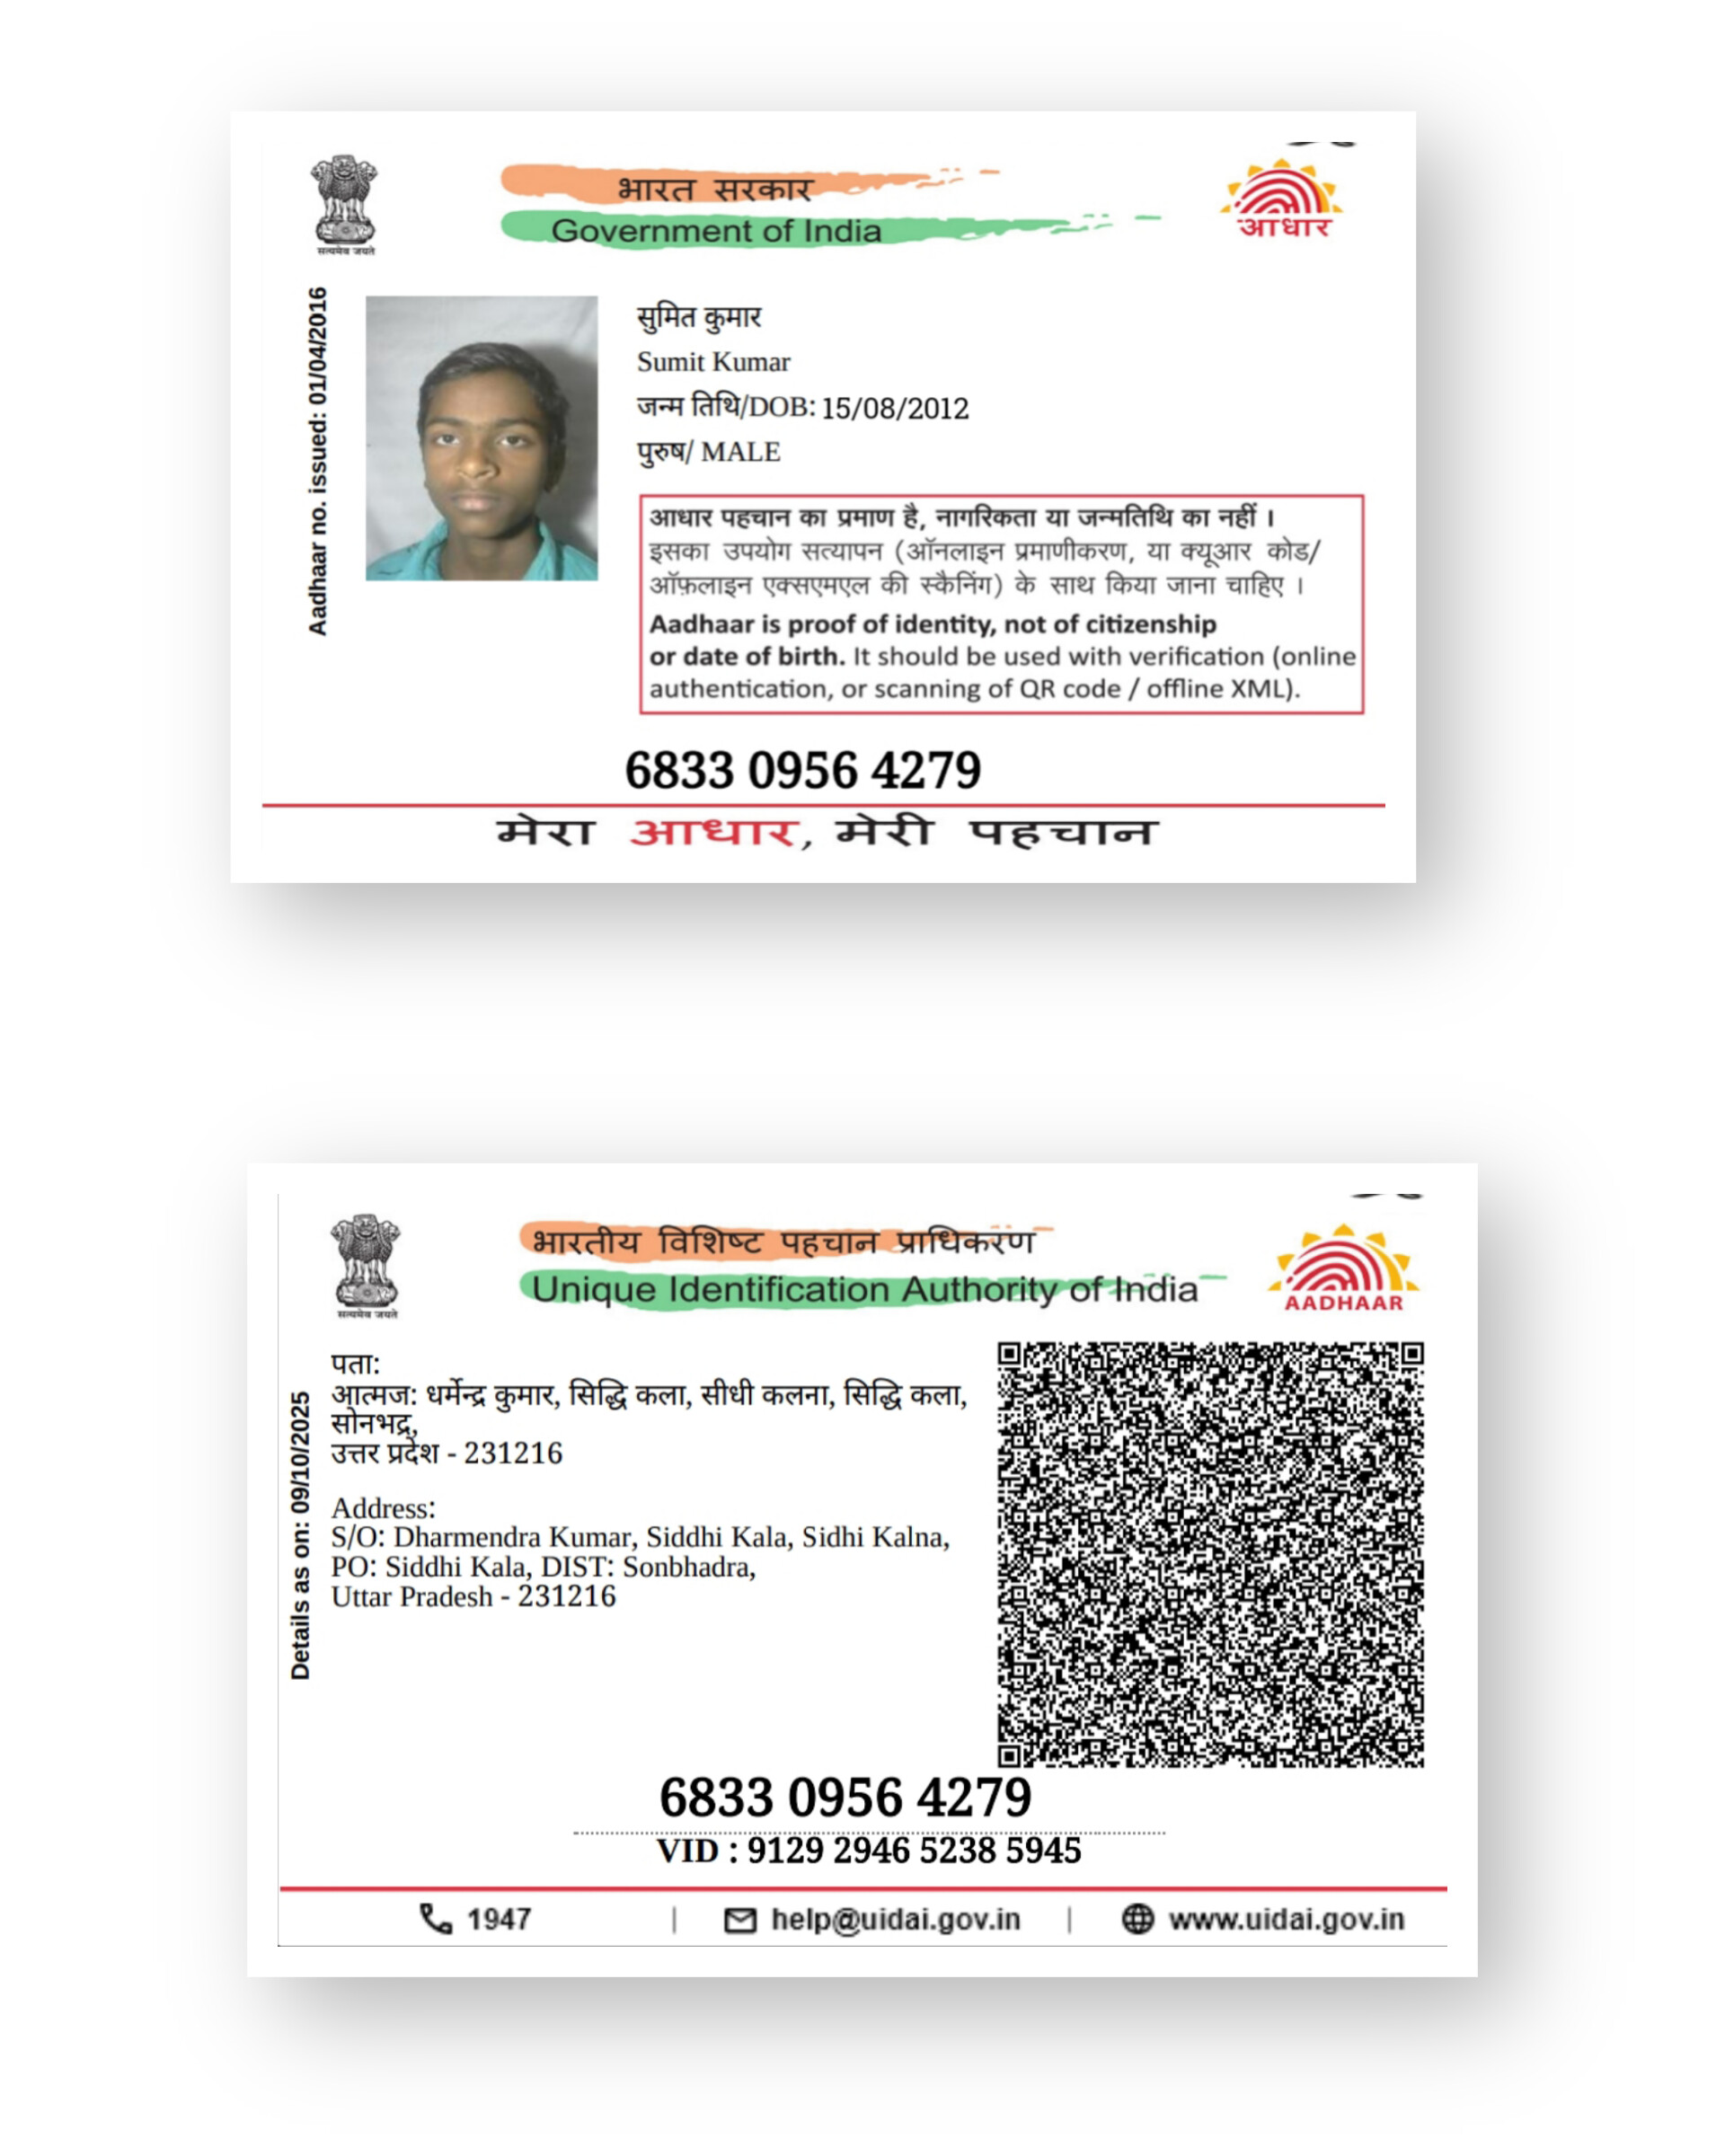 भारत सरकार
Government of India
सत्यमेव जयते
आधार
Aadhaar no. issued: 01/04/2016
सुमित कुमार
Sumit Kumar
जन्म तिथि/DOB: 15/08/2012
पुरुष/ MALE
आधार पहचान का प्रमाण है, नागरिकता या जन्मतिथि का नहीं ।
इसका उपयोग सत्यापन (ऑनलाइन प्रमाणीकरण, या क्यूआर कोड/
ऑफ़लाइन एक्सएमएल की स्कैनिंग) के साथ किया जाना चाहिए ।
Aadhaar is proof of identity, not of citizenship
or date of birth. It should be used with verification (online
authentication, or scanning of QR code / offline XML).
6833 0956 4279
मेरा आधार, मेरी पहचान
भारतीय विशिष्ट पहचान प्राधिकरण
Unique Identification Authority of India
सत्यमेव जयते
AADHAAR
Details as on: 09/10/2025
पता:
आत्मज: धर्मेन्द्र कुमार, सिद्धि कला, सीधी कलना, सिद्धि कला,
सोनभद्र,
उत्तर प्रदेश - 231216
Address:
S/O: Dharmendra Kumar, Siddhi Kala, Sidhi Kalna,
PO: Siddhi Kala, DIST: Sonbhadra,
Uttar Pradesh - 231216
6833 0956 4279
VID : 9129 2946 5238 5945
1947 | help@uidai.gov.in | www.uidai.gov.in